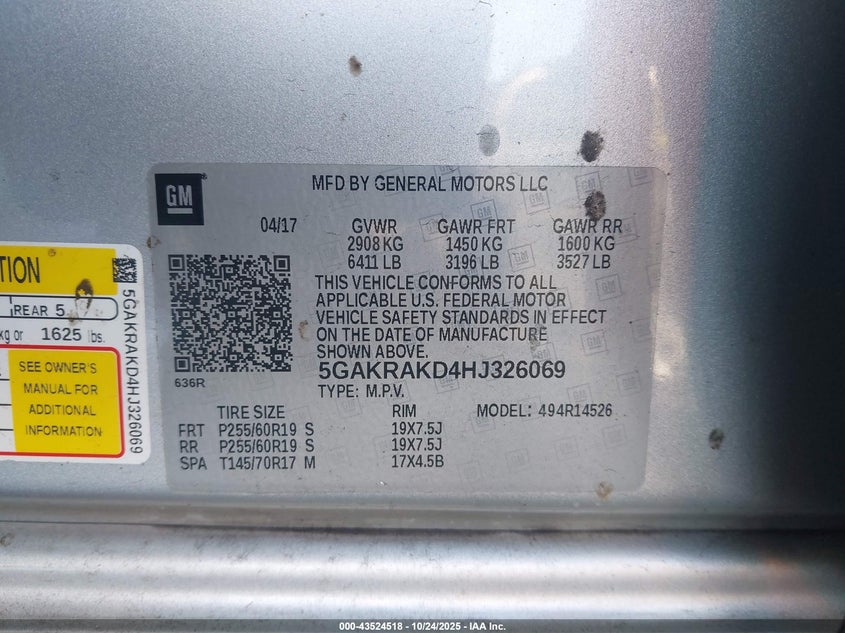 GM
MFD BY GENERAL MOTORS LLC
04/17 GVWR GAWR FRT GAWR RR
2908 KG 1450 KG 1600 KG
6411 LB 3196 LB 3527 LB
THIS VEHICLE CONFORMS TO ALL
APPLICABLE U.S. FEDERAL MOTOR
VEHICLE SAFETY STANDARDS IN EFFECT
ON THE DATE OF MANUFACTURE
SHOWN ABOVE.
636R
5GAKRAKD4HJ326069
TYPE: M.P.V.
TIRE SIZE RIM MODEL: 494R14526
FRT P255/60R19 S 19X7.5J
RR P255/60R19 S 19X7.5J
SPA T145/70R17 M 17X4.5B
REAR 5
kg or 1625 lbs.
SEE OWNER'S
MANUAL FOR
ADDITIONAL
INFORMATION
5GAKRAKD4HJ326069
000-43524518 - 10/24/2025 - IAA Inc.